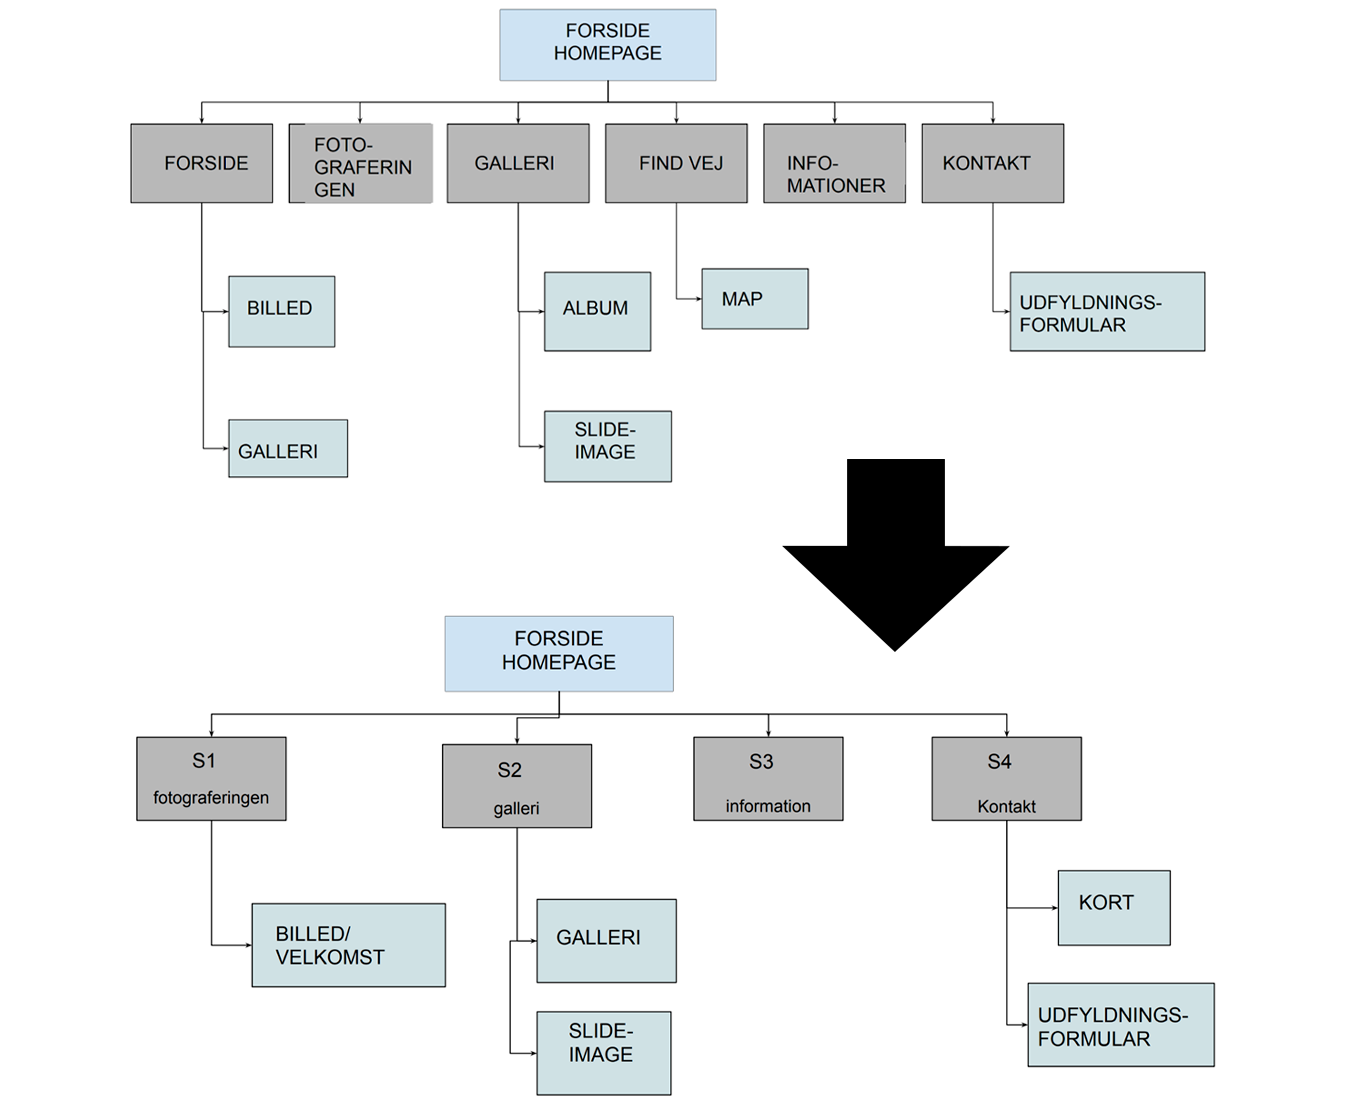 FORSIDE
HOMEPAGE
FORSIDE
FOTO-
GRAFERIN
GEN
GALLERI
FIND VEJ
INFO-
MATIONER
KONTAKT
BILLED
ALBUM
MAP
UDFYLDNINGS-
FORMULAR
GALLERI
SLIDE-
IMAGE
FORSIDE
HOMEPAGE
S1
fotograferingen
S2
galleri
S3
information
S4
Kontakt
BILLED/
VELKOMST
GALLERI
KORT
SLIDE-
IMAGE
UDFYLDNINGS-
FORMULAR